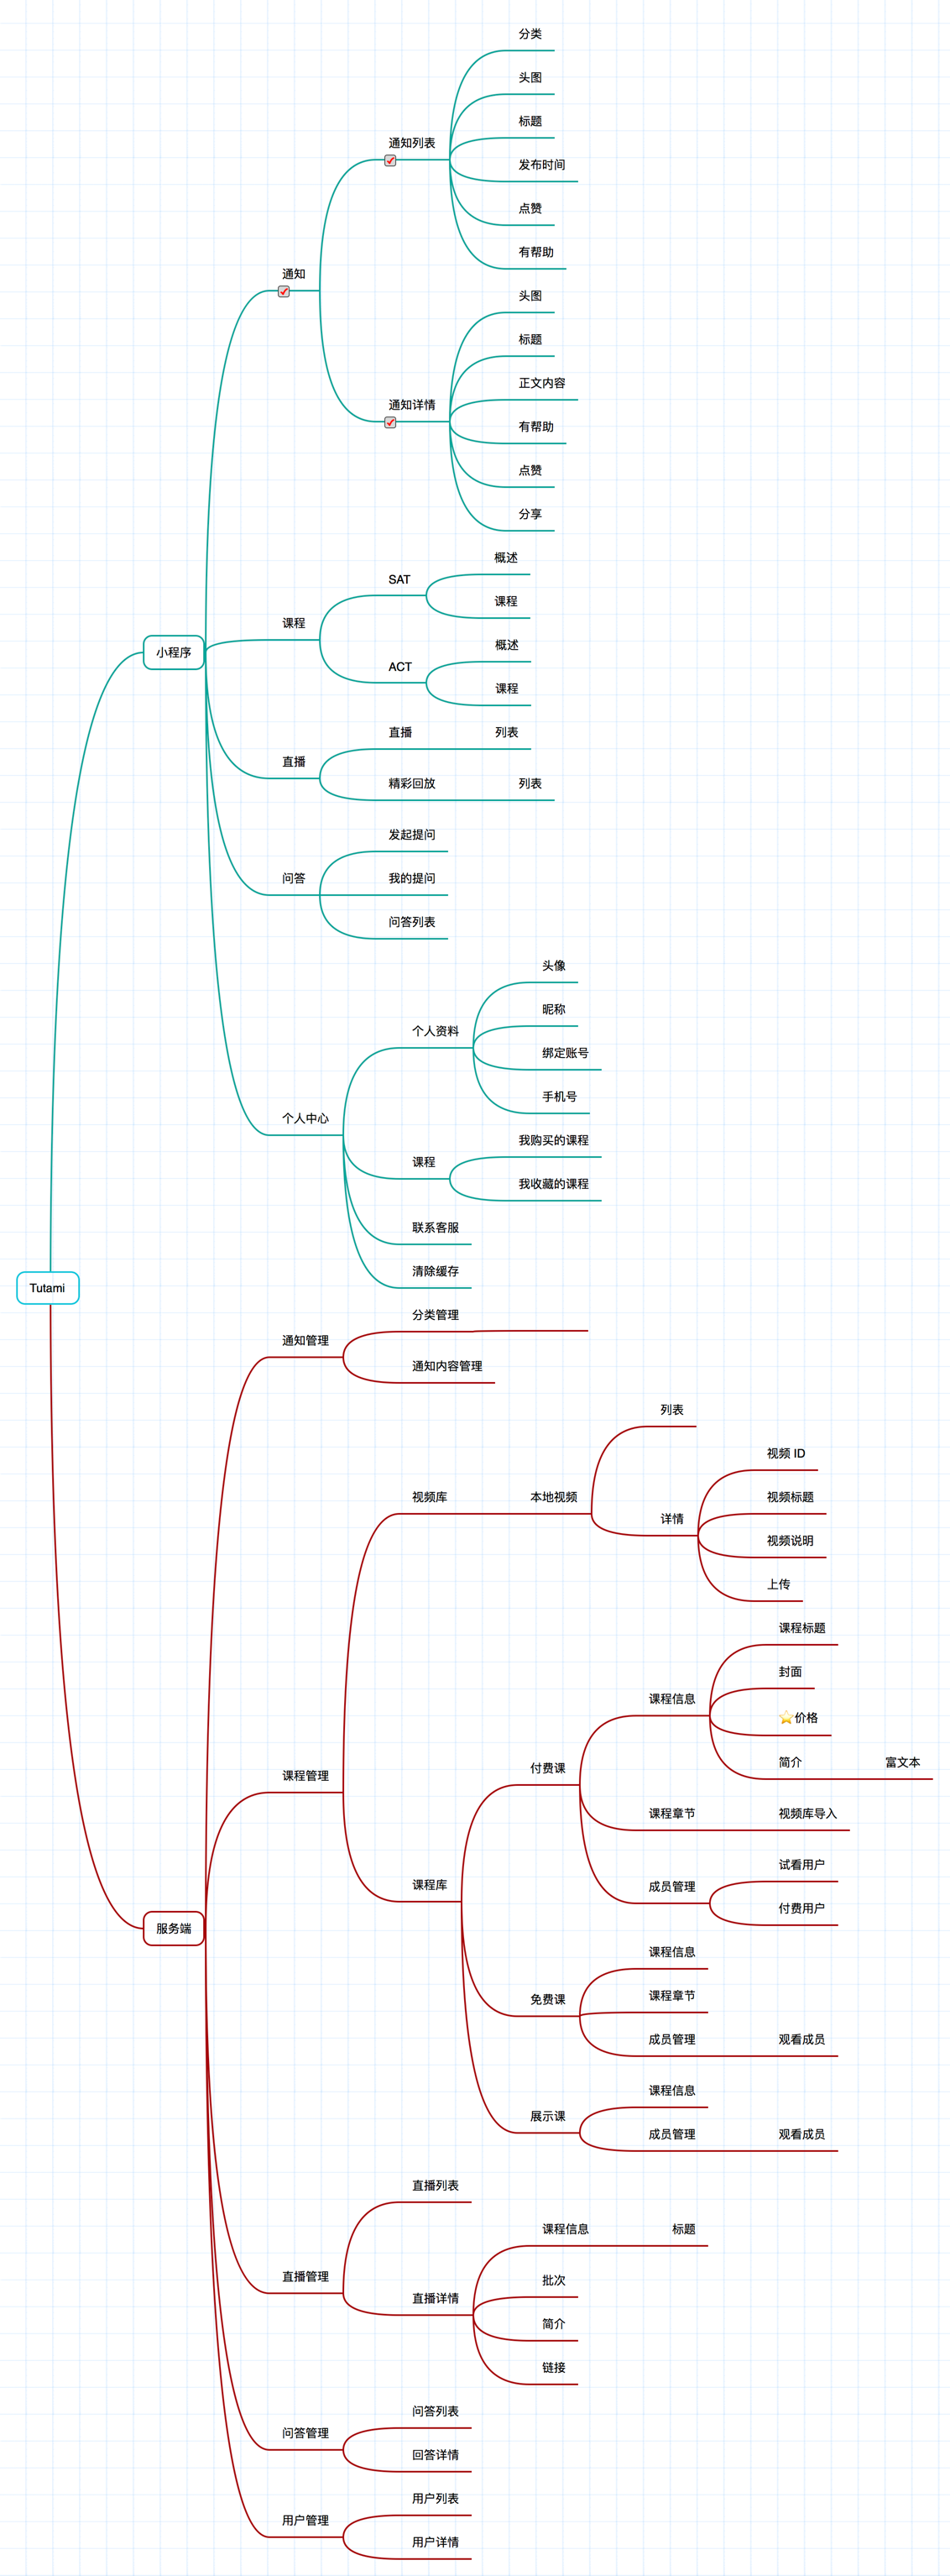 分类
头图
标题
通知列表
发布时间
点赞
有帮助
通知
头图
标题
正文内容
通知详情
有帮助
点赞
分享
概述
SAT
课程
课程
小程序
概述
ACT
课程
直播
列表
直播
精彩回放
列表
发起提问
问答
我的提问
问答列表
头像
昵称
个人资料
绑定账号
手机号
个人中心
我购买的课程
课程
我收藏的课程
联系客服
清除缓存
Tutami
分类管理
通知管理
通知内容管理
列表
视频 ID
视频库
本地视频
视频标题
详情
视频说明
上传
课程标题
封面
课程信息
价格
简介
富文本
付费课
课程管理
课程章节
视频库导入
试看用户
课程库
成员管理
付费用户
服务端
课程信息
免费课
课程章节
成员管理
观看成员
课程信息
展示课
成员管理
观看成员
直播列表
课程信息
标题
直播管理
批次
直播详情
简介
链接
问答列表
问答管理
回答详情
用户列表
用户管理
用户详情